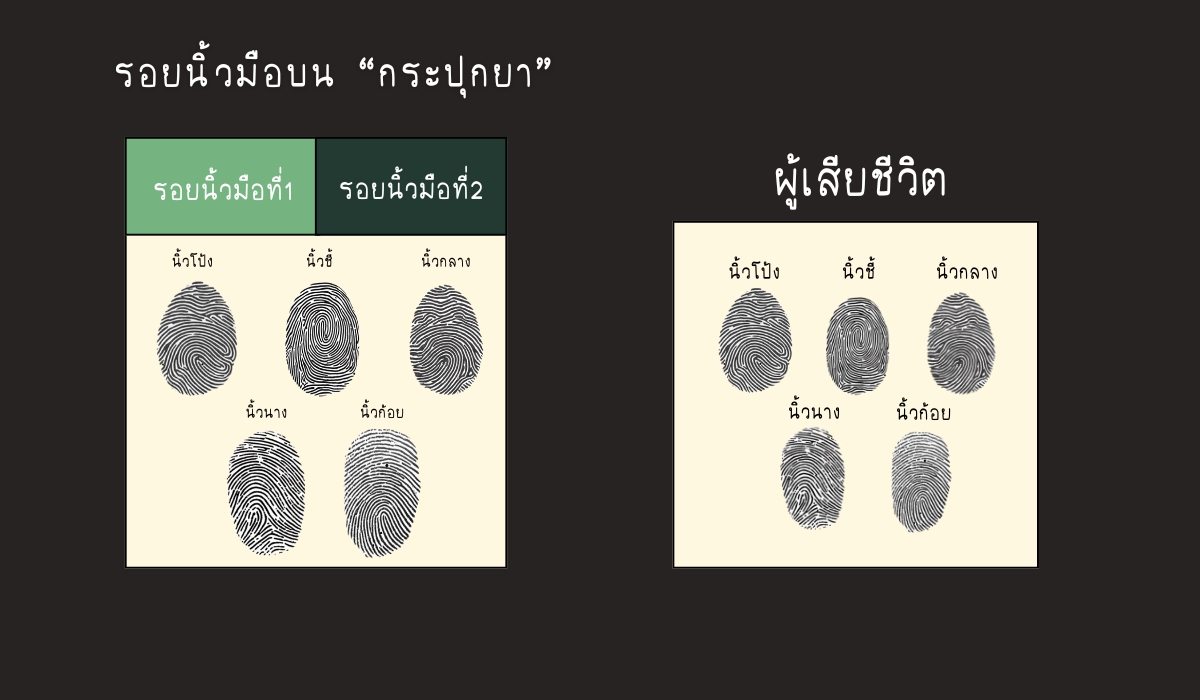 รอยนิ้วมือบน “กระปุกยา”
รอยนิ้วมือที่1
รอยนิ้วมือที่2
นิ้วโป้ง นิ้วชี้ นิ้วกลาง
นิ้วนาง นิ้วก้อย
ผู้เสียชีวิต
นิ้วโป้ง นิ้วชี้ นิ้วกลาง
นิ้วนาง นิ้วก้อย